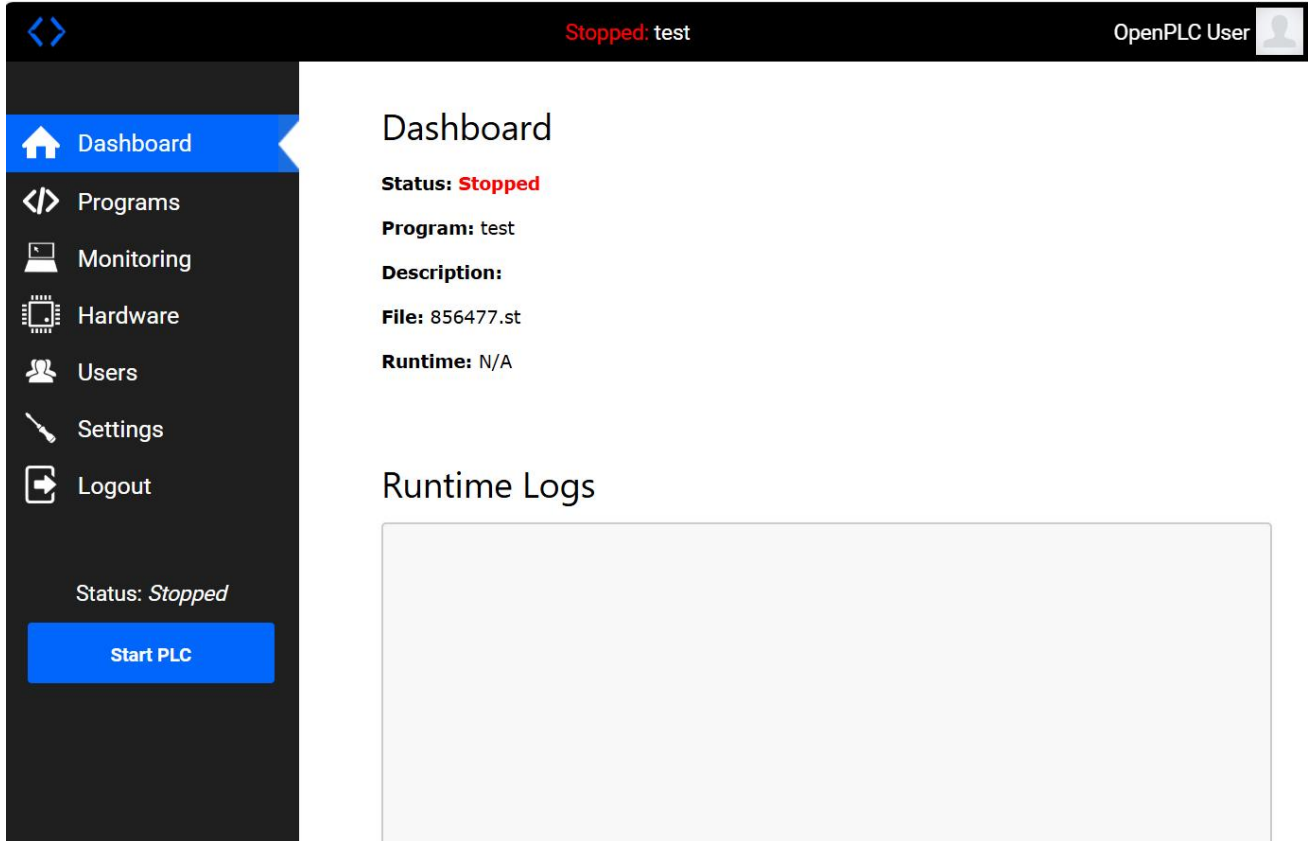 Stopped: test
OpenPLC User
Dashboard
Programs
Monitoring
Hardware
Users
Settings
Logout
Status: Stopped
Start PLC
Dashboard
Status: Stopped
Program: test
Description:
File: 856477.st
Runtime: N/A
Runtime Logs